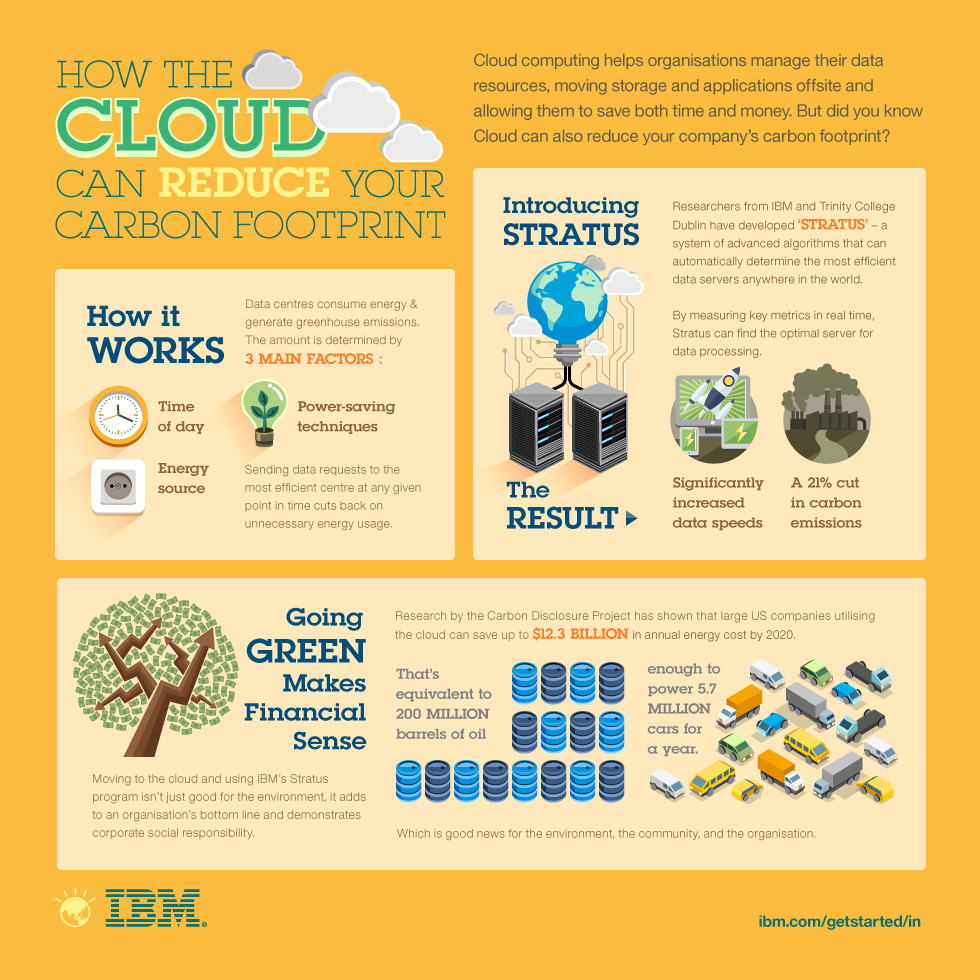 HOW THE
CLOUD
CAN REDUCE YOUR
CARBON FOOTPRINT
Cloud computing helps organisations manage their data
resources, moving storage and applications offsite and
allowing them to save both time and money. But did you know
Cloud can also reduce your company's carbon footprint?
How it
WORKS
Data centres consume energy &
generate greenhouse emissions.
The amount is determined by
3 MAIN FACTORS :
Time
of day
Power-saving
techniques
Energy
source
Sending data requests to the
most efficient centre at any given
point in time cuts back on
unnecessary energy usage.
Introducing
STRATUS
Researchers from IBM and Trinity College
Dublin have developed 'STRATUS' – a
system of advanced algorithms that can
automatically determine the most efficient
data servers anywhere in the world.
By measuring key metrics in real time,
Stratus can find the optimal server for
data processing.
The
RESULT
Significantly
increased
data speeds
A 21% cut
in carbon
emissions
Going
GREEN
Makes
Financial
Sense
Moving to the cloud and using IBM's Stratus
program isn't just good for the environment, it adds
to an organisation's bottom line and demonstrates
corporate social responsibility.
Research by the Carbon Disclosure Project has shown that large US companies utilising
the cloud can save up to $12.3 BILLION in annual energy cost by 2020.
That's
equivalent to
200 MILLION
barrels of oil
enough to
power 5.7
MILLION
cars for
a year.
Which is good news for the environment, the community, and the organisation.
IBM®
ibm.com/getstarted/in